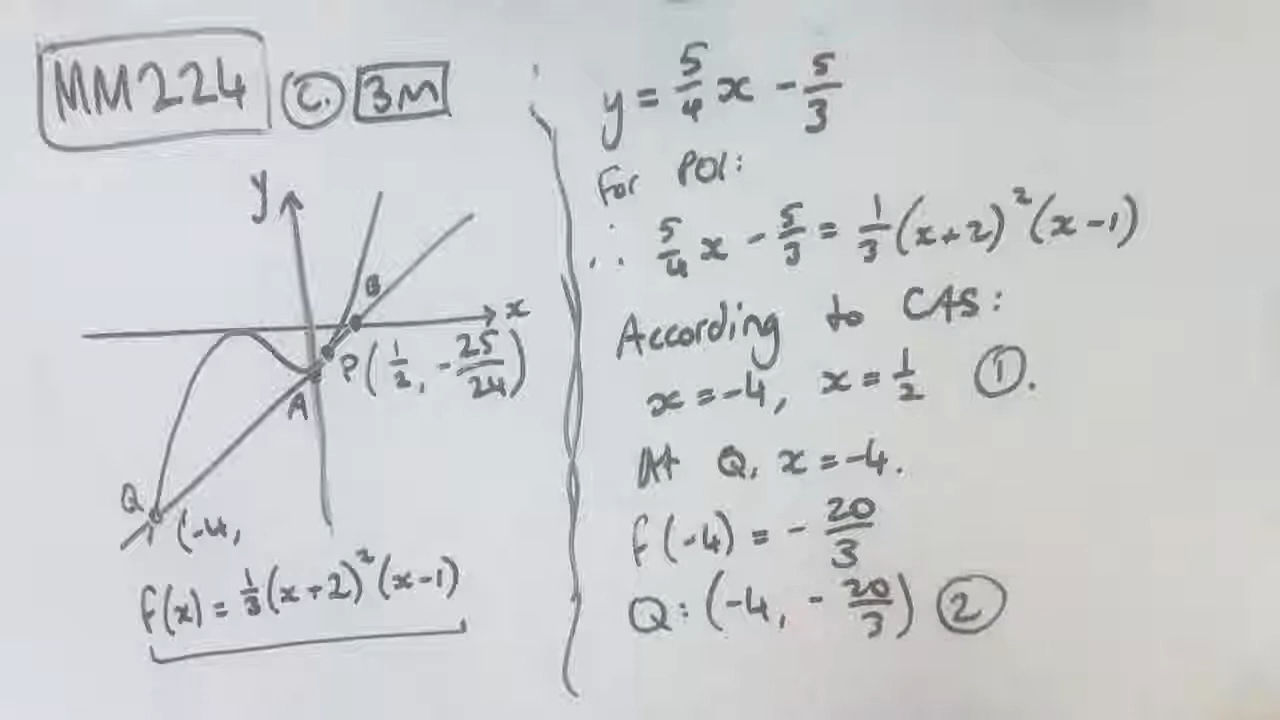 MM224 C. 3M
y
B
x
P(1/2, -25/24)
A
Q
(-4,
f(x) = 1/3(x+2)²(x-1)
y = 5/4 x - 5/3
For POI:
∴ 5/4 x - 5/3 = 1/3(x+2)²(x-1)
According to CAS:
x=-4, x=1/2 ①.
At Q, x=-4.
f(-4) = -20/3
Q: (-4, -20/3) ②